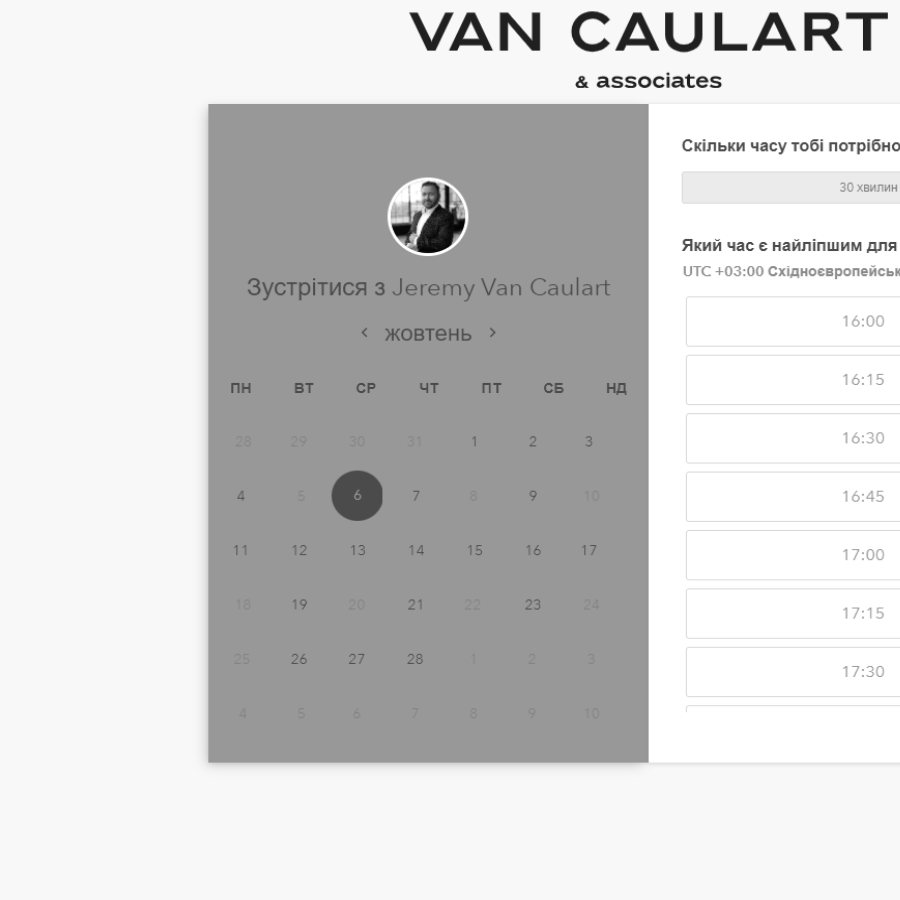 VAN CAULART
& associates
Зустрітися з Jeremy Van Caulart
< жовтень >
ПН ВТ СР ЧТ ПТ СБ НД
28 29 30 31 1 2 3
4 5 6 7 8 9 10
11 12 13 14 15 16 17
18 19 20 21 22 23 24
25 26 27 28 1 2 3
4 5 6 7 8 9 10
Скільки часу тобі потрібно
30 хвилин
Який час є найліпшим для
UTC +03:00 Східноєвропейськ
16:00
16:15
16:30
16:45
17:00
17:15
17:30